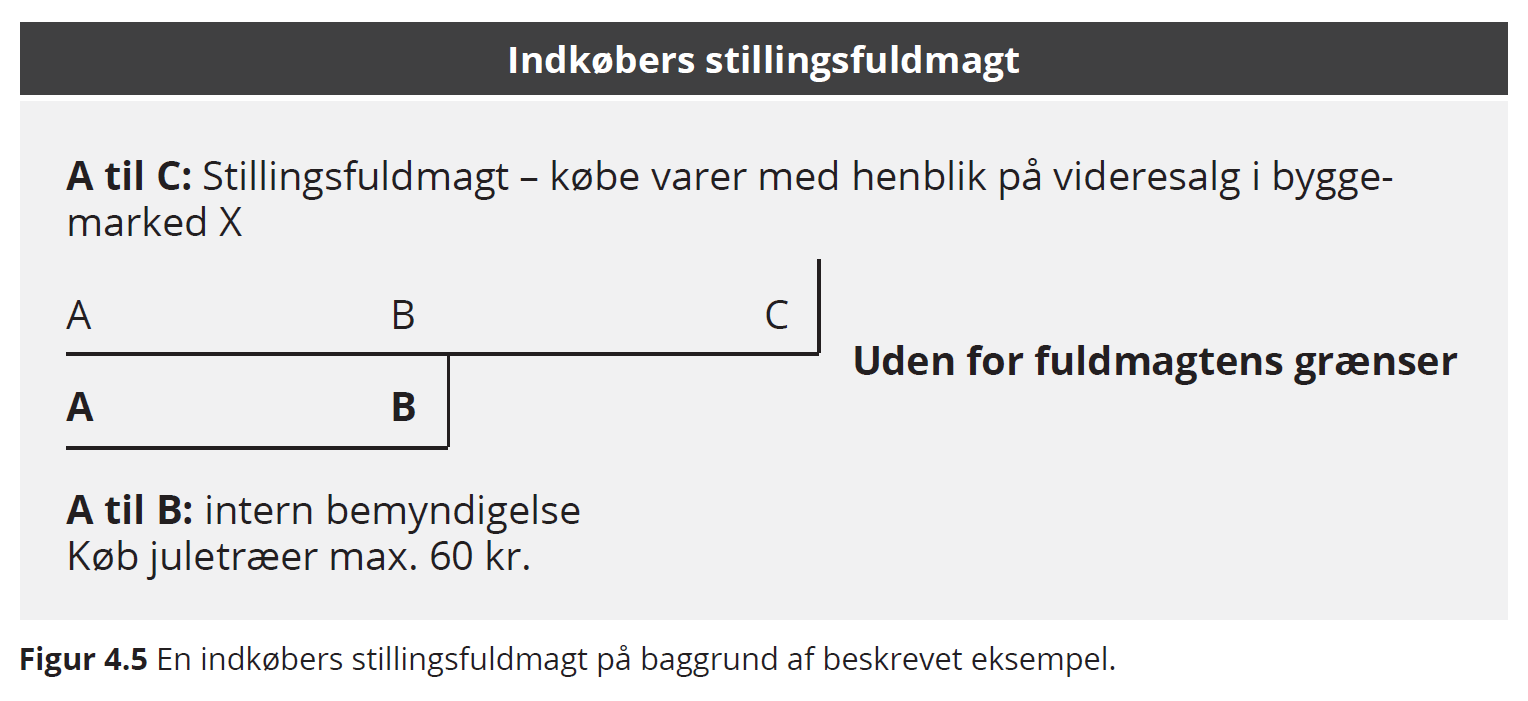 Indkøbers stillingsfuldmagt
A til C: Stillingsfuldmagt – købe varer med henblik på videresalg i bygge-
marked X
A B C
Uden for fuldmagtens grænser
A B
A til B: intern bemyndigelse
Køb juletræer max. 60 kr.
Figur 4.5 En indkøbers stillingsfuldmagt på baggrund af beskrevet eksempel.